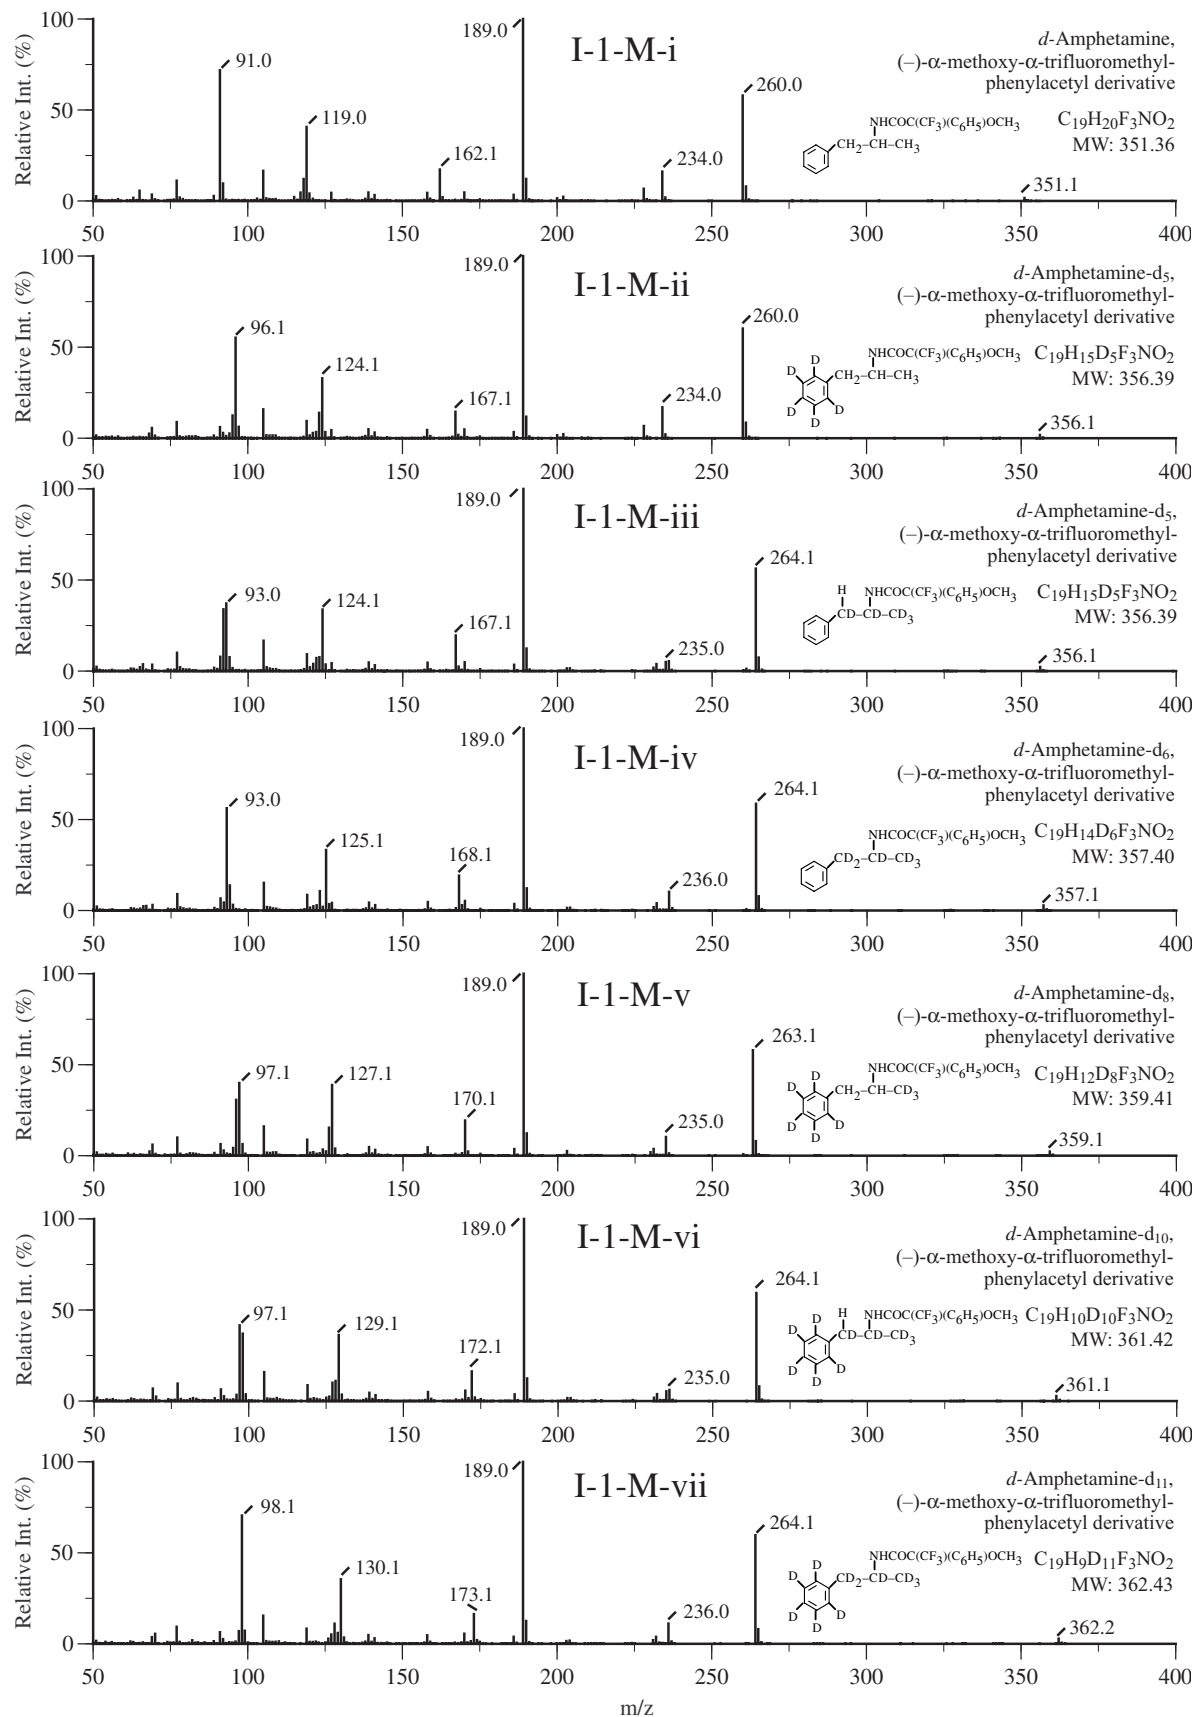 I-1-M-i
Relative Int. (%)
100
50
0
91.0
119.0
162.1
189.0
234.0
260.0
351.1
d-Amphetamine,
(–)-α-methoxy-α-trifluoromethyl-
phenylacetyl derivative
NHCOC(CF3)(C6H5)OCH3
CH2–CH–CH3
C19H20F3NO2
MW: 351.36
50 100 150 200 250 300 350 400
I-1-M-ii
Relative Int. (%)
100
50
0
96.1
124.1
167.1
189.0
234.0
260.0
356.1
d-Amphetamine-d5,
(–)-α-methoxy-α-trifluoromethyl-
phenylacetyl derivative
NHCOC(CF3)(C6H5)OCH3
CH2–CH–CH3
D D D D D
C19H15D5F3NO2
MW: 356.39
50 100 150 200 250 300 350 400
I-1-M-iii
Relative Int. (%)
100
50
0
93.0
124.1
167.1
189.0
235.0
264.1
356.1
d-Amphetamine-d5,
(–)-α-methoxy-α-trifluoromethyl-
phenylacetyl derivative
H NHCOC(CF3)(C6H5)OCH3
CD–CD–CD3
C19H15D5F3NO2
MW: 356.39
50 100 150 200 250 300 350 400
I-1-M-iv
Relative Int. (%)
100
50
0
93.0
125.1
168.1
189.0
236.0
264.1
357.1
d-Amphetamine-d6,
(–)-α-methoxy-α-trifluoromethyl-
phenylacetyl derivative
NHCOC(CF3)(C6H5)OCH3
CD2–CD–CD3
C19H14D6F3NO2
MW: 357.40
50 100 150 200 250 300 350 400
I-1-M-v
Relative Int. (%)
100
50
0
97.1
127.1
170.1
189.0
235.0
263.1
359.1
d-Amphetamine-d8,
(–)-α-methoxy-α-trifluoromethyl-
phenylacetyl derivative
NHCOC(CF3)(C6H5)OCH3
CH2–CH–CD3
D D D D D
C19H12D8F3NO2
MW: 359.41
50 100 150 200 250 300 350 400
I-1-M-vi
Relative Int. (%)
100
50
0
97.1
129.1
172.1
189.0
235.0
264.1
361.1
d-Amphetamine-d10,
(–)-α-methoxy-α-trifluoromethyl-
phenylacetyl derivative
H NHCOC(CF3)(C6H5)OCH3
CD–CD–CD3
D D D D D
C19H10D10F3NO2
MW: 361.42
50 100 150 200 250 300 350 400
I-1-M-vii
Relative Int. (%)
100
50
0
98.1
130.1
173.1
189.0
236.0
264.1
362.2
d-Amphetamine-d11,
(–)-α-methoxy-α-trifluoromethyl-
phenylacetyl derivative
NHCOC(CF3)(C6H5)OCH3
CD2–CD–CD3
D D D D D
C19H9D11F3NO2
MW: 362.43
50 100 150 200 250 300 350 400
m/z